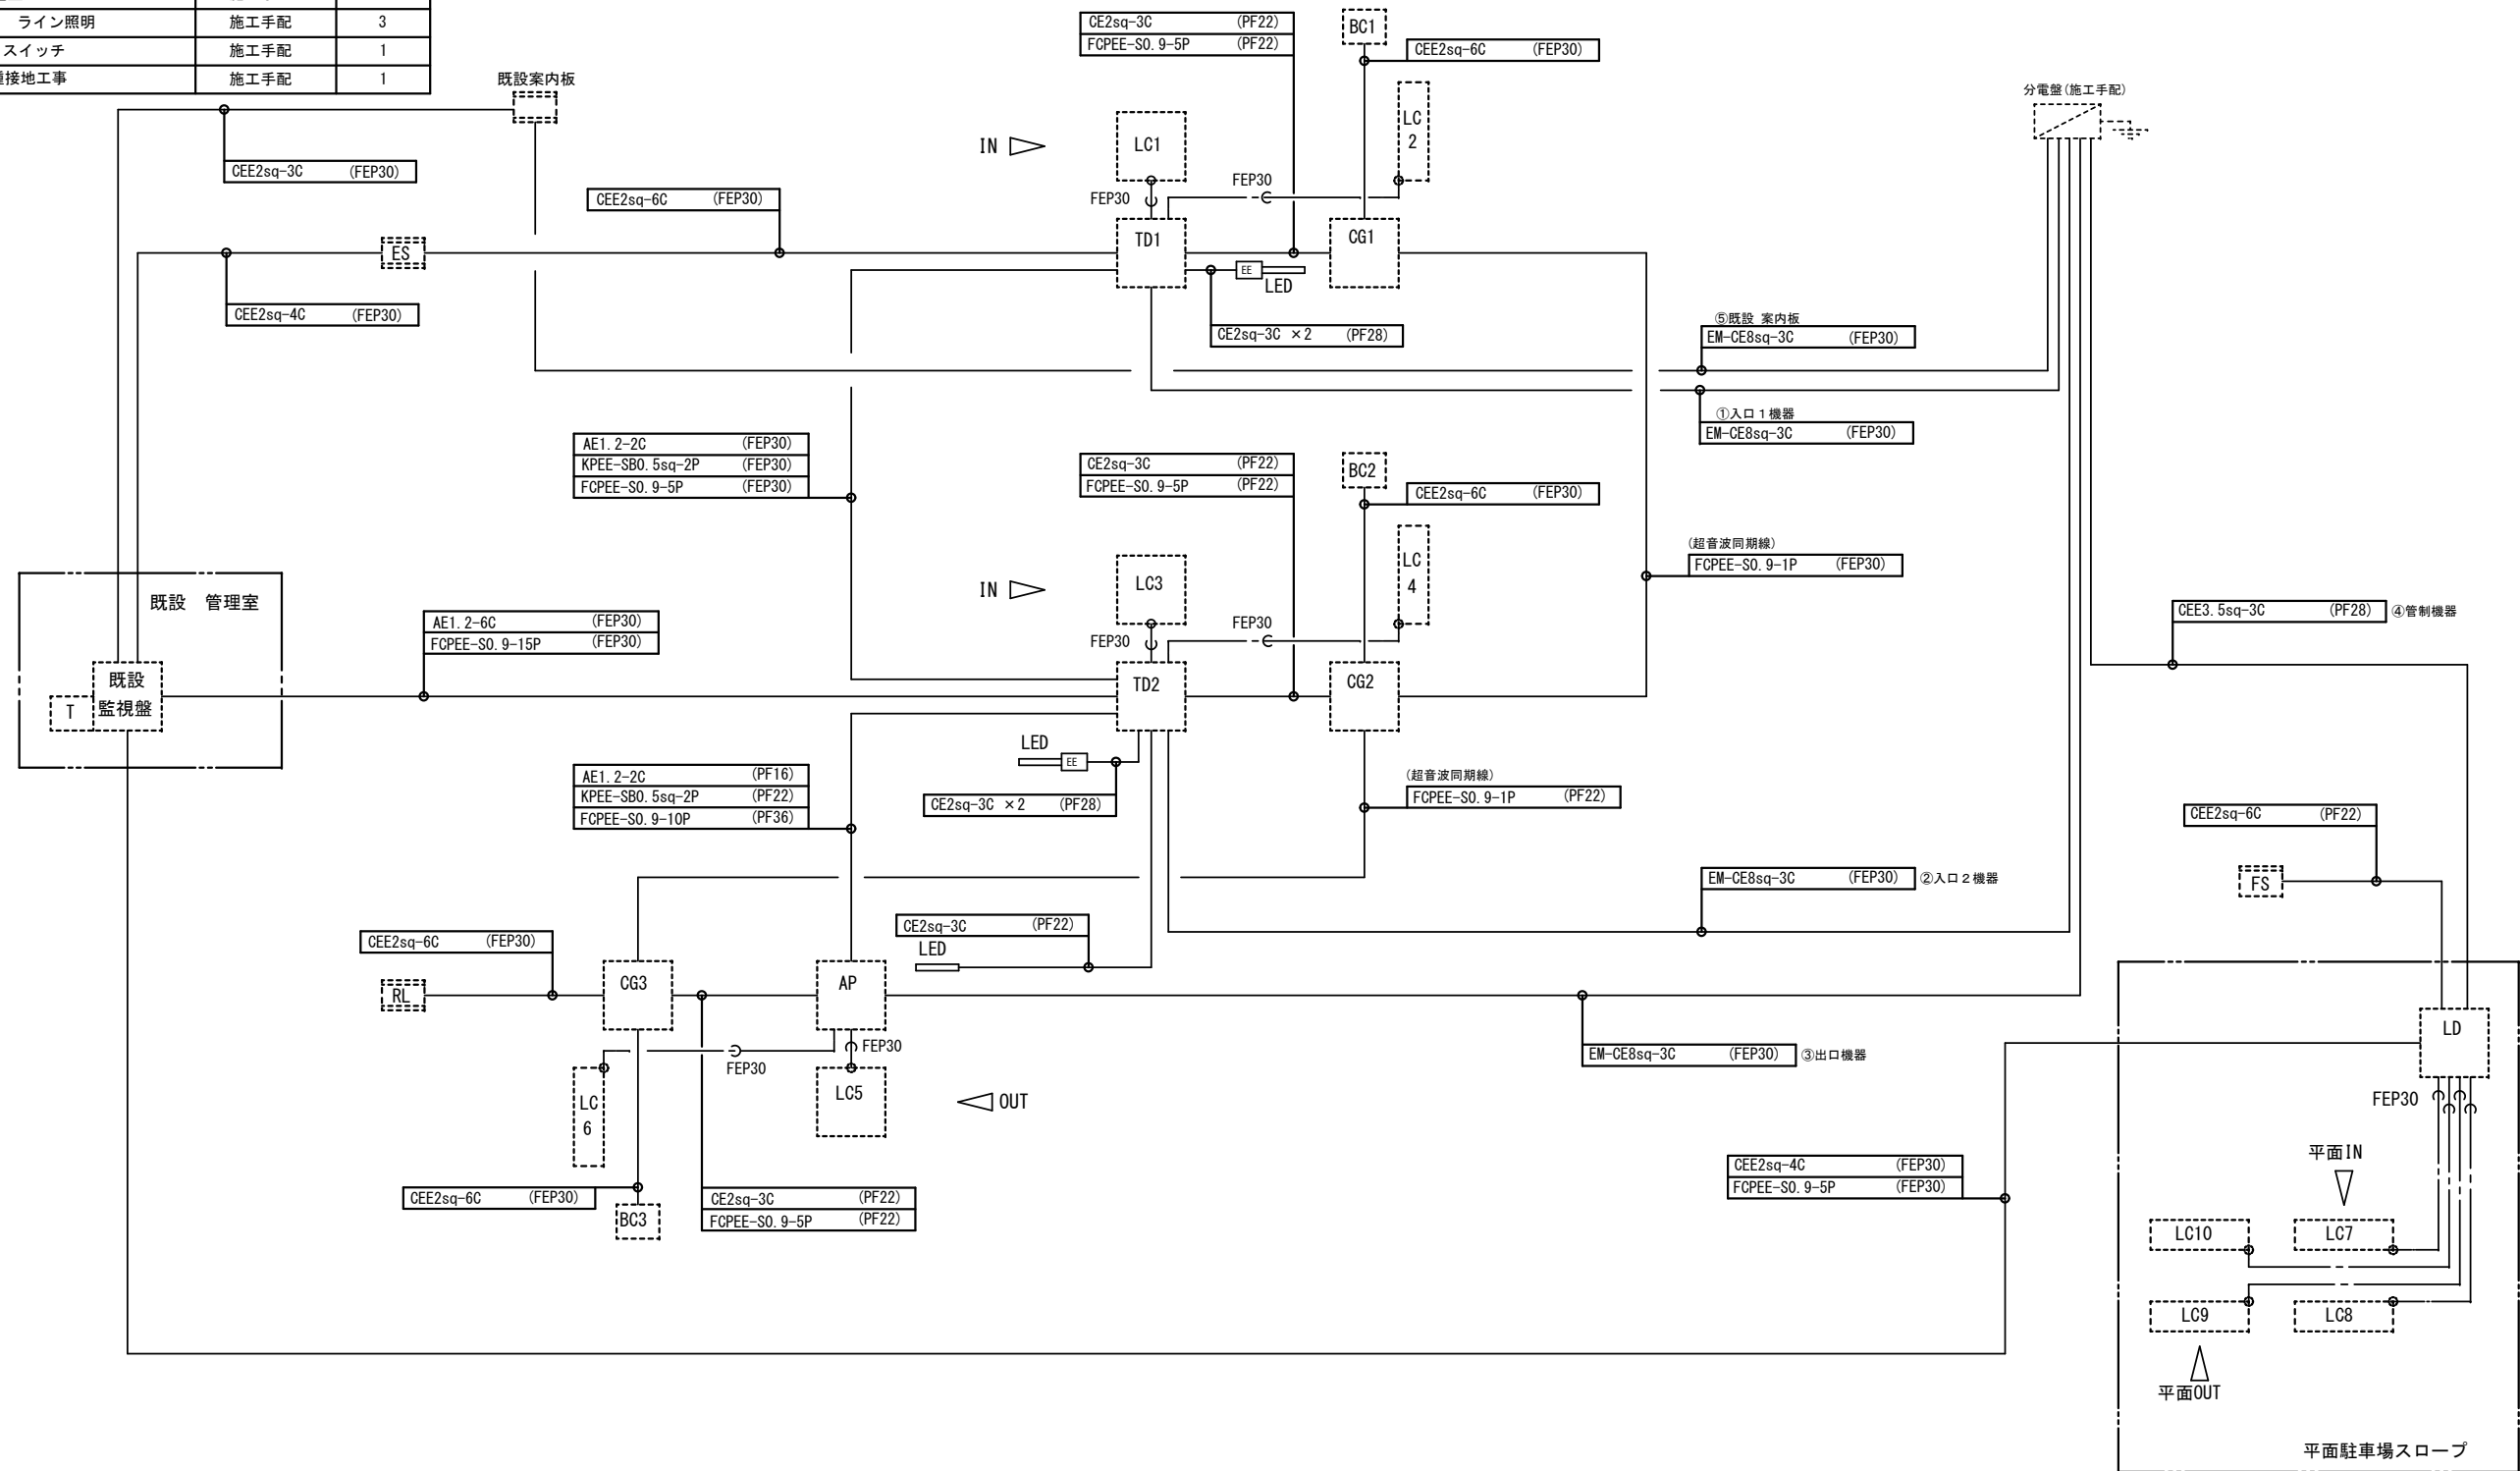 ライン照明 施工手配 3
スイッチ 施工手配 1
接地工事 施工手配 1
既設案内板
CEE2sq-3C (FEP30)
CEE2sq-6C (FEP30)
ES
CEE2sq-4C (FEP30)
CE2sq-3C (PF22)
FCPEE-S0.9-5P (PF22)
BC1
CEE2sq-6C (FEP30)
IN
LC1
LC
2
FEP30
FEP30
TD1
CG1
EE
LED
CE2sq-3C ×2 (PF28)
分電盤(施工手配)
⑤既設 案内板
EM-CE8sq-3C (FEP30)
①入口1機器
EM-CE8sq-3C (FEP30)
AE1.2-2C (FEP30)
KPEE-SB0.5sq-2P (FEP30)
FCPEE-S0.9-5P (FEP30)
CE2sq-3C (PF22)
FCPEE-S0.9-5P (PF22)
BC2
CEE2sq-6C (FEP30)
IN
LC3
LC
4
FEP30
FEP30
TD2
CG2
(超音波同期線)
FCPEE-S0.9-1P (FEP30)
CEE3.5sq-3C (PF28) ④管制機器
既設 管理室
既設
監視盤
T
AE1.2-6C (FEP30)
FCPEE-S0.9-15P (FEP30)
LED
EE
CE2sq-3C ×2 (PF28)
AE1.2-2C (PF16)
KPEE-SB0.5sq-2P (PF22)
FCPEE-S0.9-10P (PF36)
(超音波同期線)
FCPEE-S0.9-1P (PF22)
CEE2sq-6C (PF22)
FS
EM-CE8sq-3C (FEP30) ②入口2機器
CE2sq-3C (PF22)
LED
CEE2sq-6C (FEP30)
RL
CG3
AP
FEP30
FEP30
LC
6
LC5
OUT
EM-CE8sq-3C (FEP30) ③出口機器
CEE2sq-6C (FEP30)
BC3
CE2sq-3C (PF22)
FCPEE-S0.9-5P (PF22)
CEE2sq-4C (FEP30)
FCPEE-S0.9-5P (FEP30)
LD
FEP30
平面IN
LC10
LC7
LC9
LC8
平面OUT
平面駐車場スロープ